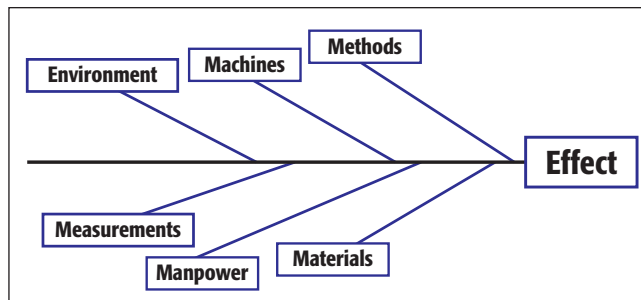 Methods
Machines
Environment
Effect
Measurements
Manpower
Materials